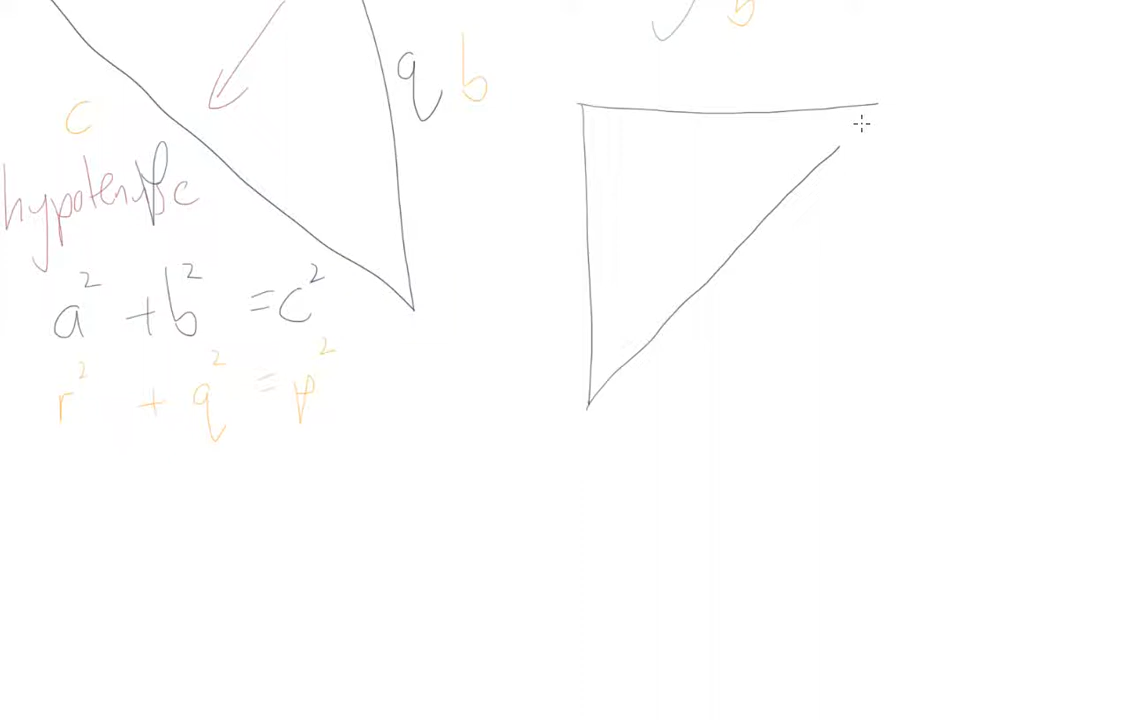 q b
c
hypotenuse
a² + b² = c²
r² + q² = p²